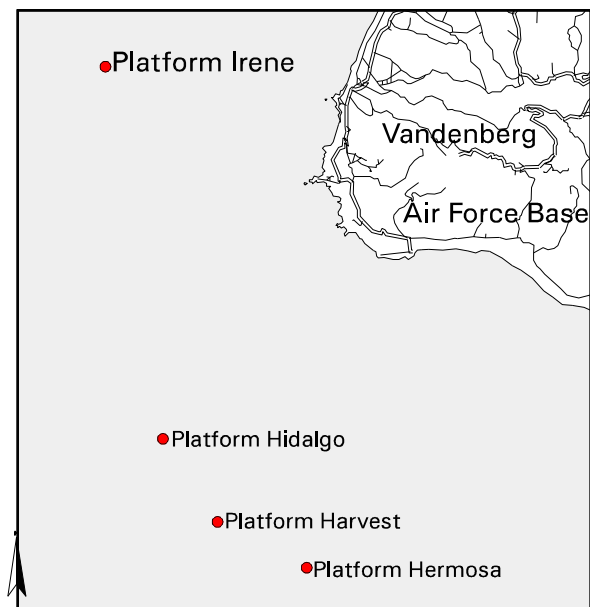 Platform Irene
Vandenberg
Air Force Base
Platform Hidalgo
Platform Harvest
Platform Hermosa